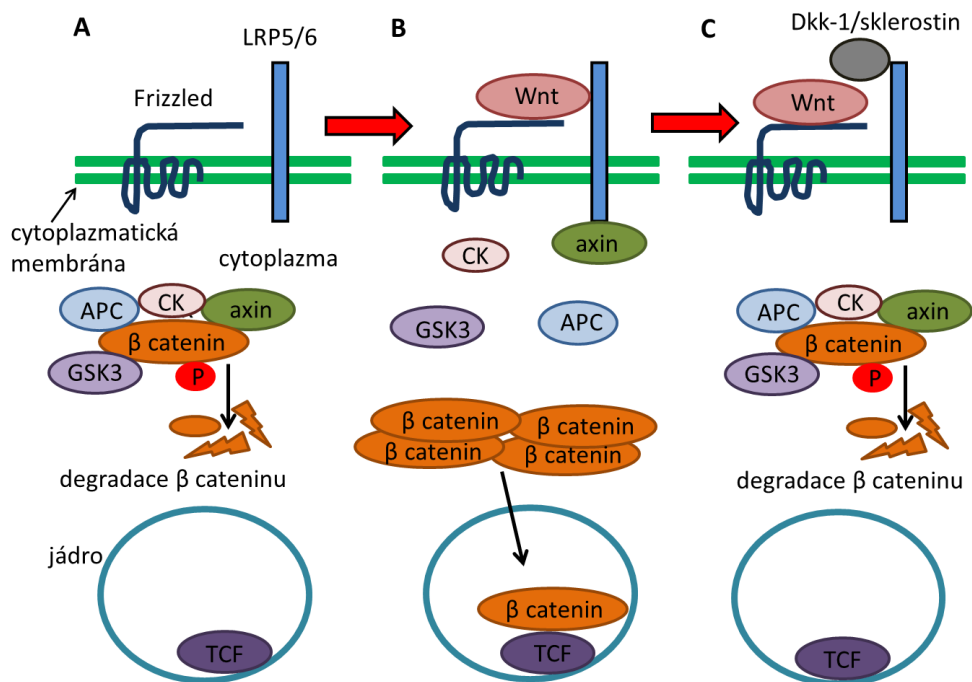 A
LRP5/6
Frizzled
cytoplazmatická
membrána
cytoplazma
APC
CK
axin
β catenin
GSK3
P
degradace β cateninu
jádro
TCF
B
Wnt
axin
CK
GSK3
APC
β catenin
β catenin
β catenin
β catenin
β catenin
TCF
C
Dkk-1/sklerostin
Wnt
APC
CK
axin
β catenin
GSK3
P
degradace β cateninu
TCF